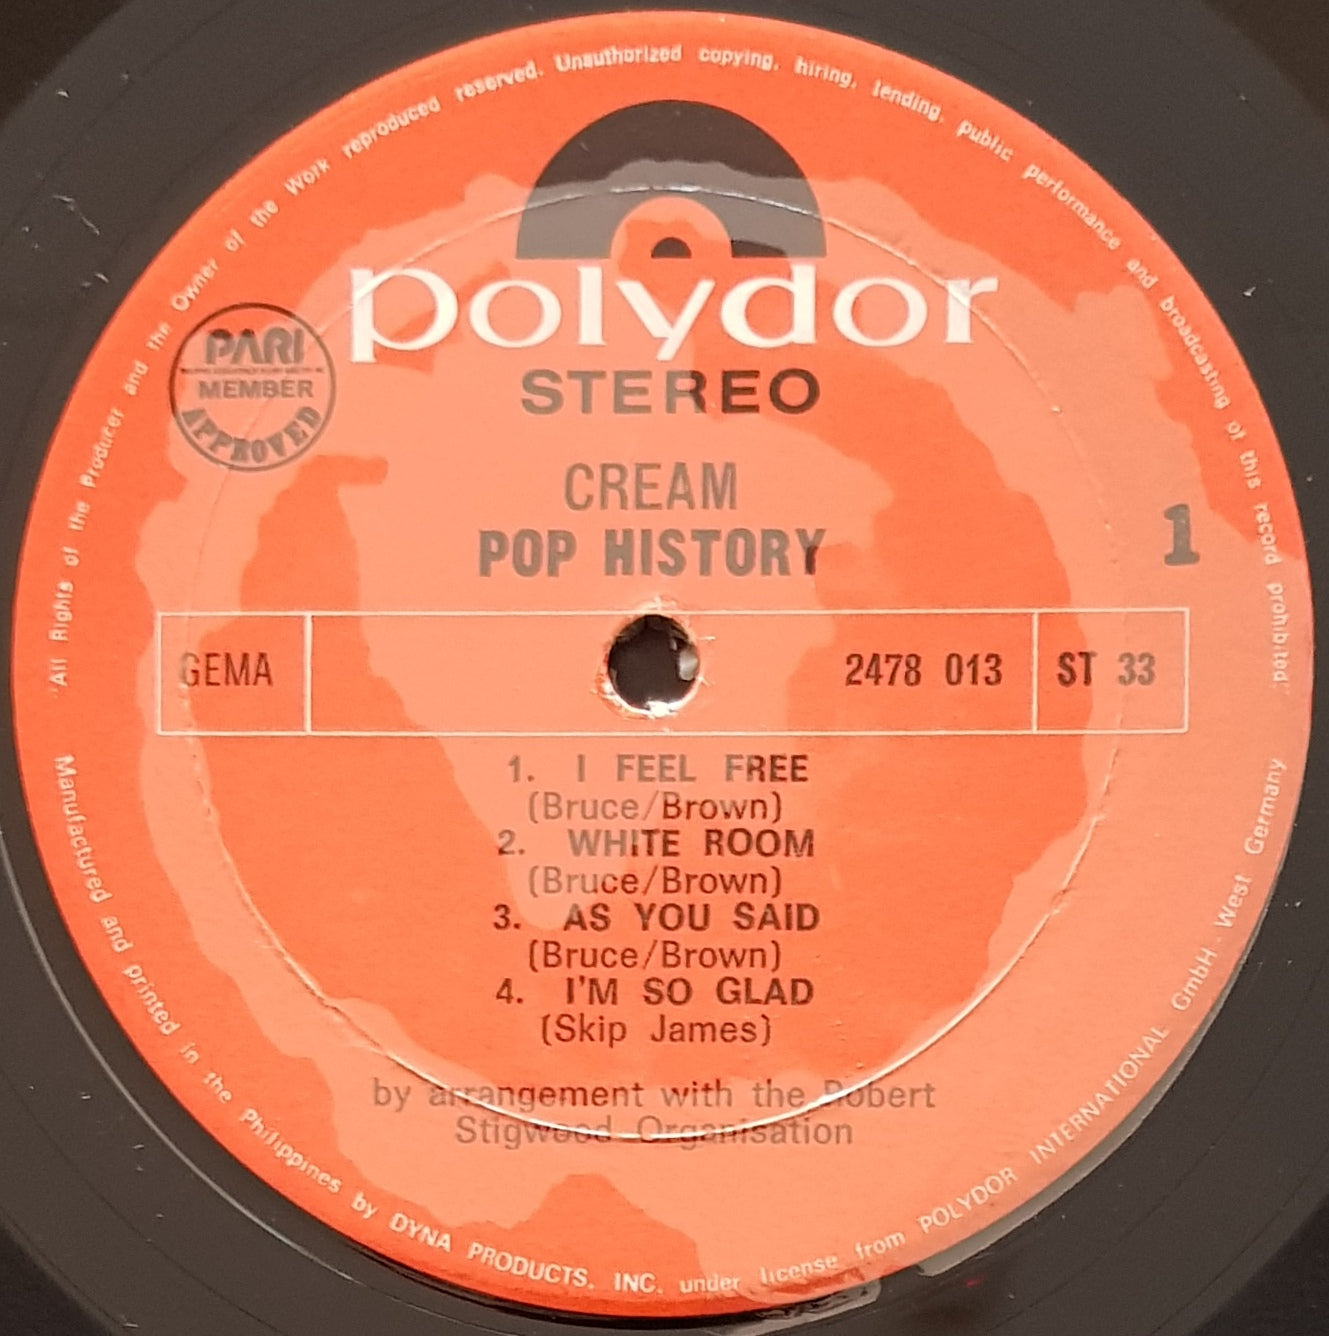 "All Rights of the Producer and the Owner of the Work reproduced reserved. Unauthorized copying, hiring, lending, public performance and broadcasting of this record prohibited."
polydor
STEREO
PARI
MEMBER
APPROVED
CREAM
POP HISTORY
1
GEMA 2478 013 ST 33
1. I FEEL FREE
(Bruce/Brown)
2. WHITE ROOM
(Bruce/Brown)
3. AS YOU SAID
(Bruce/Brown)
4. I'M SO GLAD
(Skip James)
by arrangement with the Robert
Stigwood Organisation
Manufactured and printed in the Philippines by DYNA PRODUCTS, INC. under license from POLYDOR INTERNATIONAL GmbH. West Germany